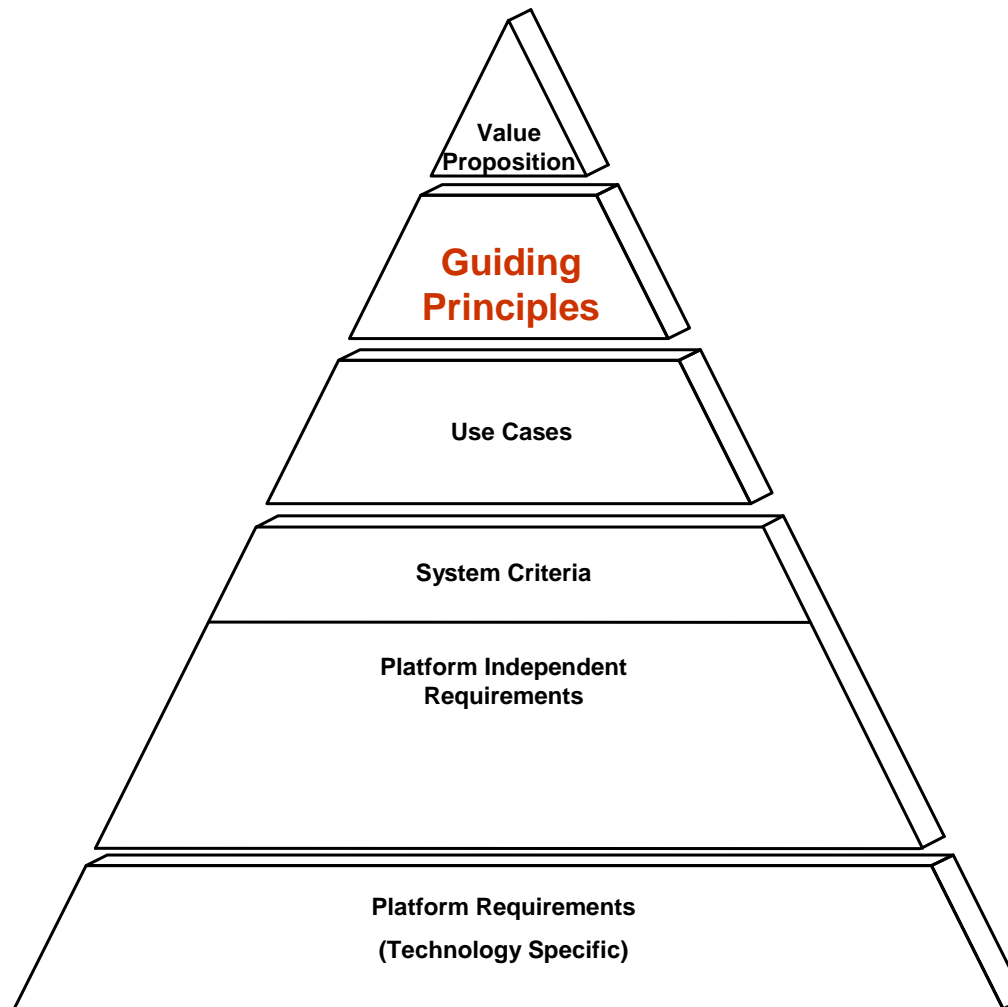 Value
Proposition
Guiding
Principles
Use Cases
System Criteria
Platform Independent
Requirements
Platform Requirements
(Technology Specific)